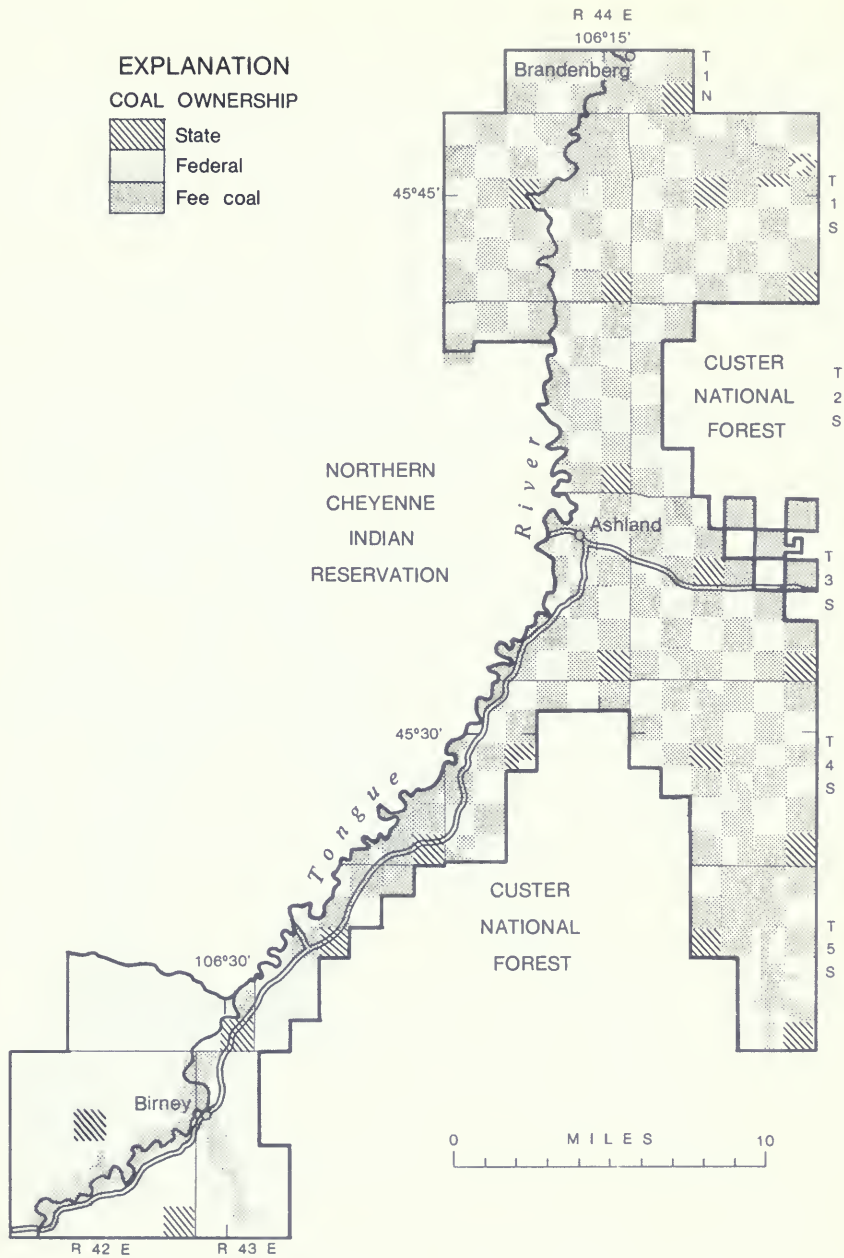 R 44 E
106°15'
EXPLANATION
COAL OWNERSHIP
State
Federal
Fee coal
Brandenberg
T 1 N
45°45'
T 1 S
CUSTER
NATIONAL
FOREST
T 2 S
NORTHERN
CHEYENNE
INDIAN
RESERVATION
River
Ashland
T 3 S
45°30'
T 4 S
Tongue
CUSTER
NATIONAL
FOREST
T 5 S
106°30'
Birney
0 MILES 10
R 42 E R 43 E